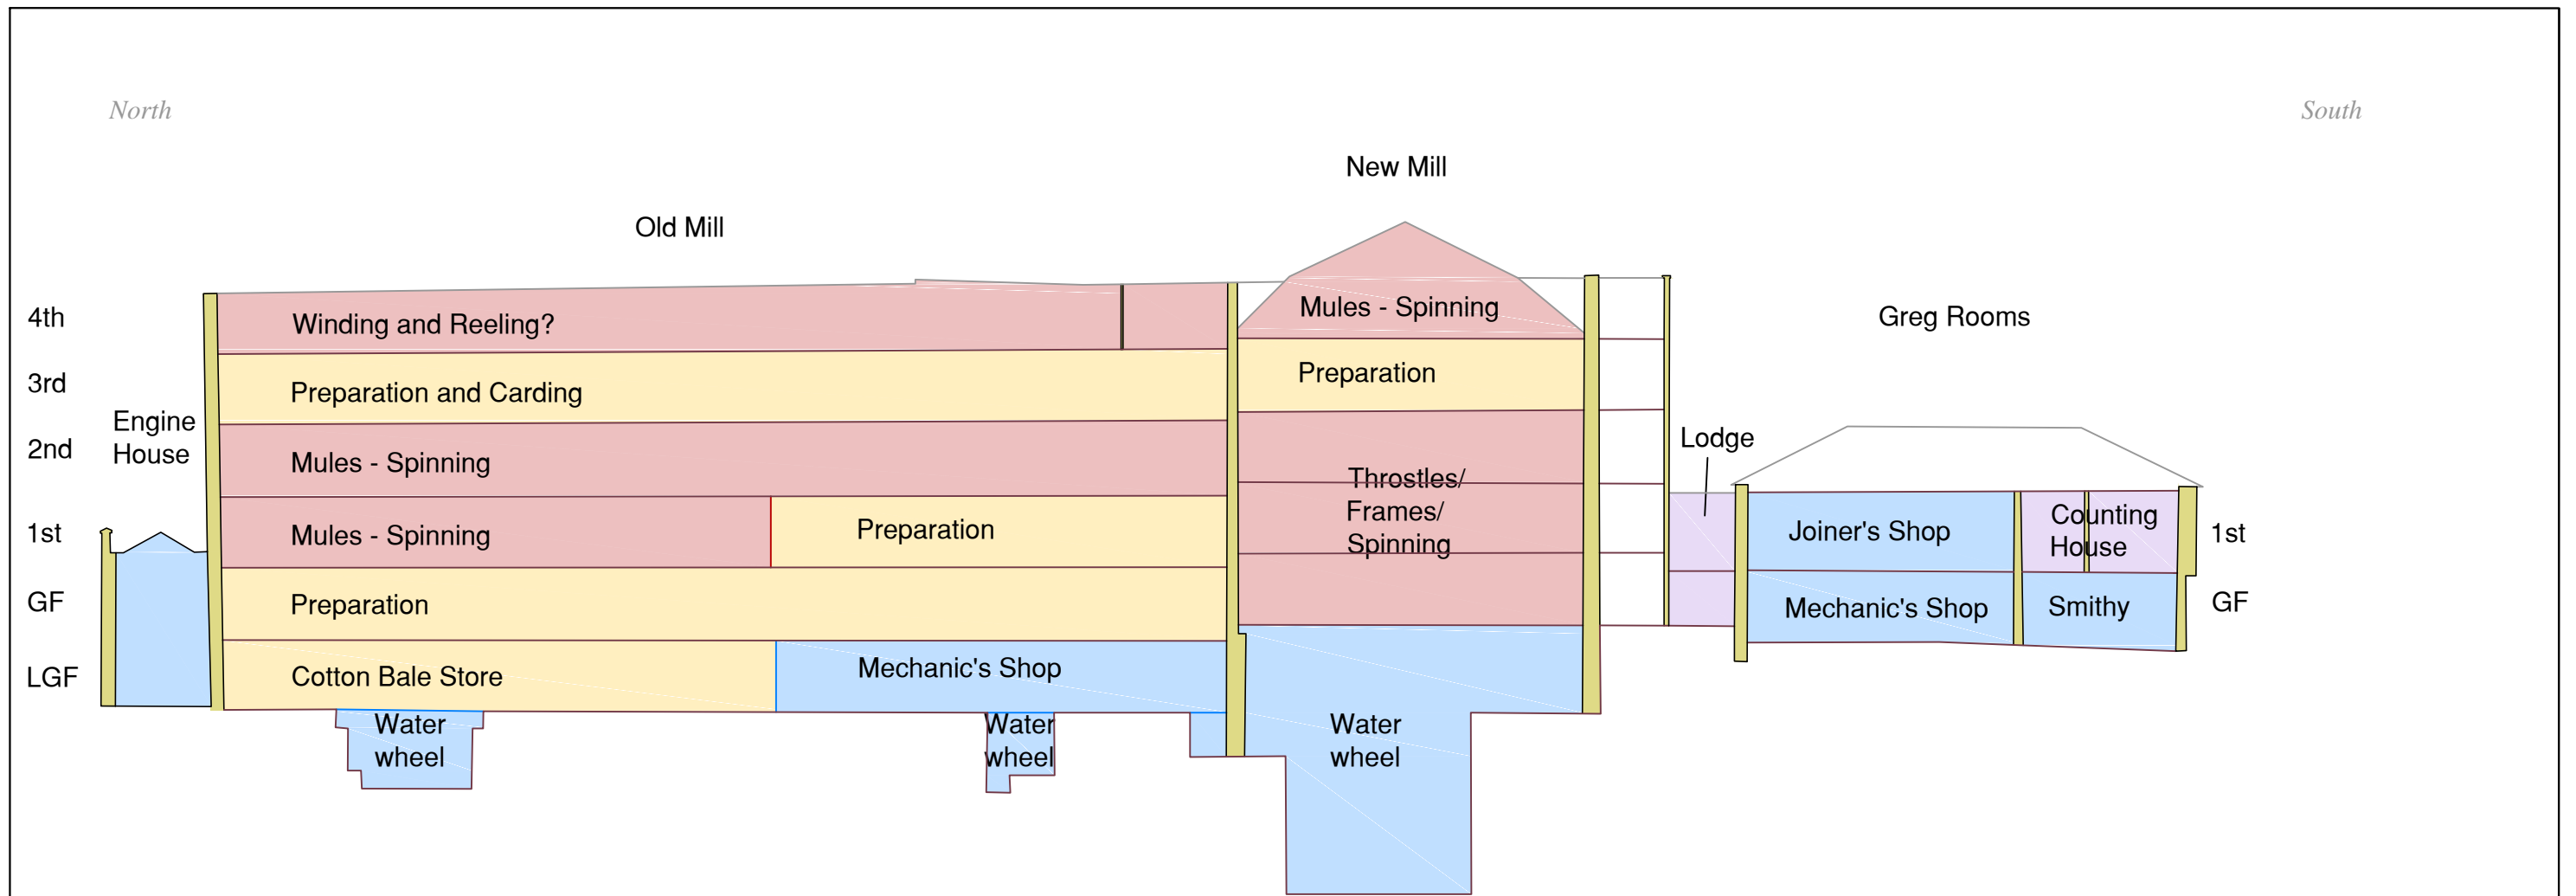 North
South
New Mill
Old Mill
4th
Winding and Reeling?
Mules - Spinning
Greg Rooms
3rd
Preparation and Carding
Preparation
Engine
House
2nd
Mules - Spinning
Throstles/
Frames/
Spinning
Lodge
1st
Mules - Spinning
Preparation
Joiner's Shop
Counting
House
1st
GF
Preparation
Mechanic's Shop
Smithy
GF
LGF
Cotton Bale Store
Mechanic's Shop
Water
wheel
Water
wheel
Water
wheel